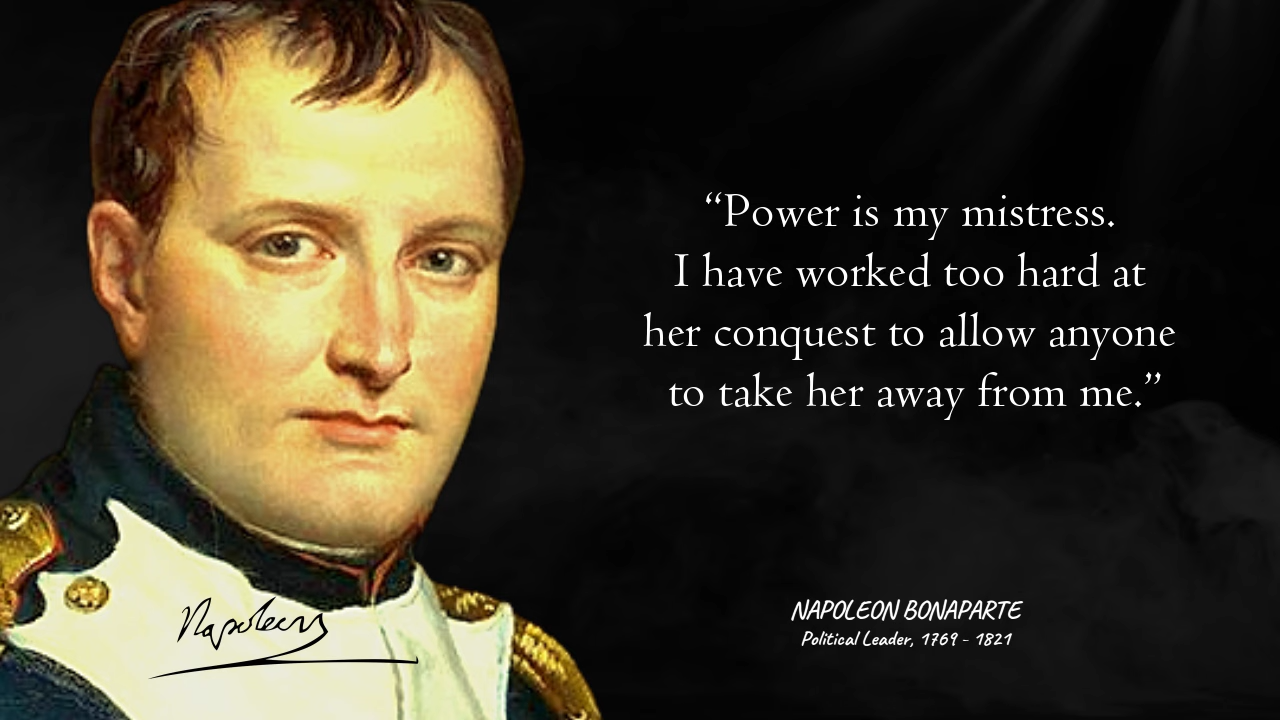 “Power is my mistress.
I have worked too hard at
her conquest to allow anyone
to take her away from me.”
Napoleon
NAPOLEON BONAPARTE
Political Leader, 1769 - 1821